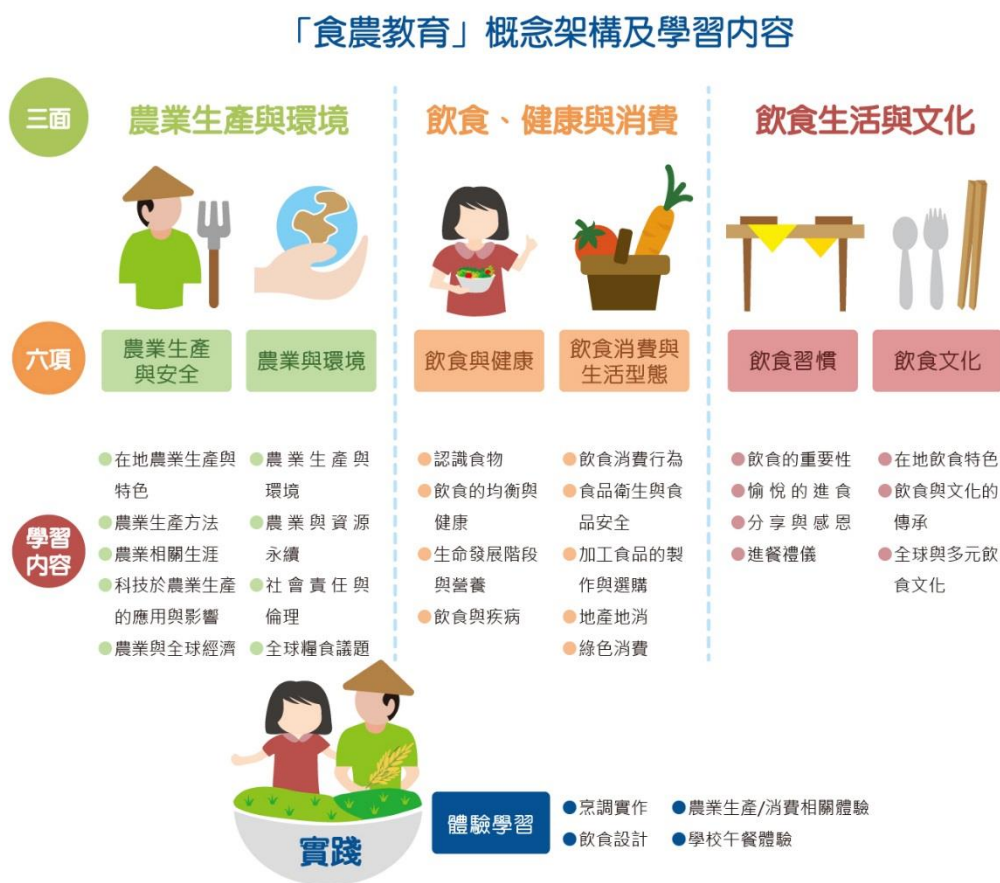 「食農教育」概念架構及學習內容
三面
農業生產與環境
飲食、健康與消費
飲食生活與文化
六項
農業生產
與安全
農業與環境
飲食與健康
飲食消費與
生活型態
飲食習慣
飲食文化
學習
內容
在地農業生產與
特色
農業生產方法
農業相關生涯
科技於農業生產
的應用與影響
農業與全球經濟
農業生產與
環境
農業與資源
永續
社會責任與
倫理
全球糧食議題
認識食物
飲食的均衡與
健康
生命發展階段
與營養
飲食與疾病
飲食消費行為
食品衛生與食
品安全
加工食品的製
作與選購
地產地消
綠色消費
飲食的重要性
愉悅的進食
分享與感恩
進餐禮儀
在地飲食特色
飲食與文化的
傳承
全球與多元飲
食文化
實踐
體驗學習
烹調實作
農業生產/消費相關體驗
飲食設計
學校午餐體驗